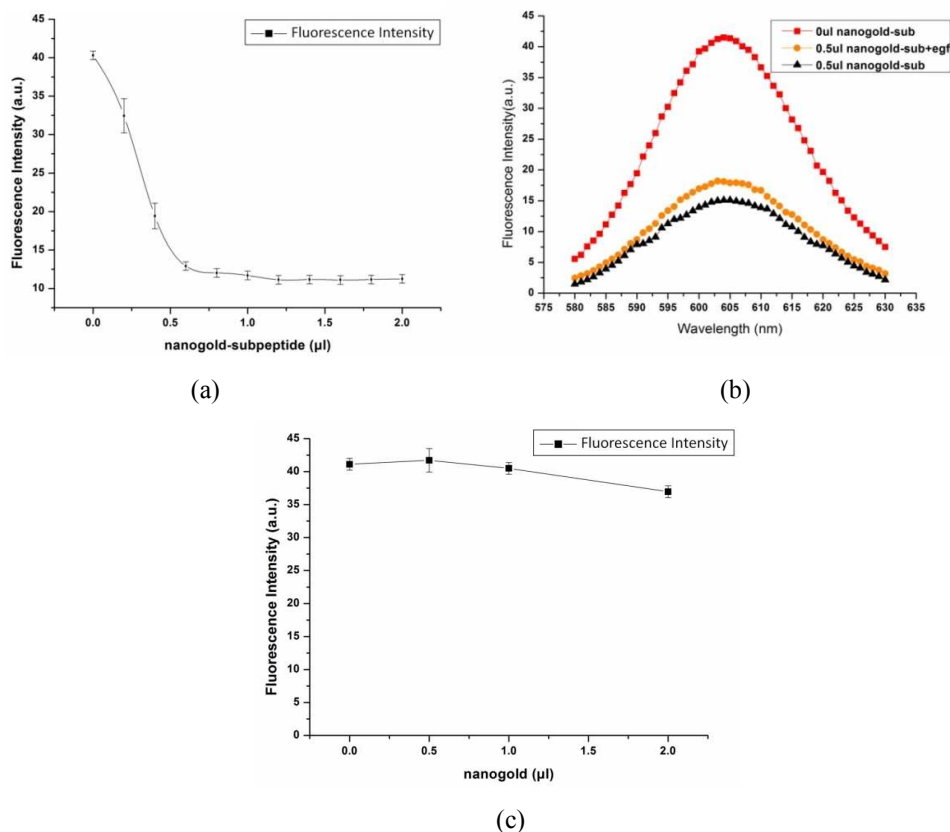 Fluorescence Intensity
Fluorescence Intensity (a.u.)
45
40
35
30
25
20
15
10
0.0 0.5 1.0 1.5 2.0
nanogold-subpeptide (µl)
(a)
0ul nanogold-sub
0.5ul nanogold-sub+egf
0.5ul nanogold-sub
Fluorescence Intensity(a.u.)
45
40
35
30
25
20
15
10
5
0
575 580 585 590 595 600 605 610 615 620 625 630 635
Wavelength (nm)
(b)
Fluorescence Intensity
Fluorescence Intensity (a.u.)
45
40
35
30
25
20
15
10
5
0
0.0 0.5 1.0 1.5 2.0
nanogold (µl)
(c)